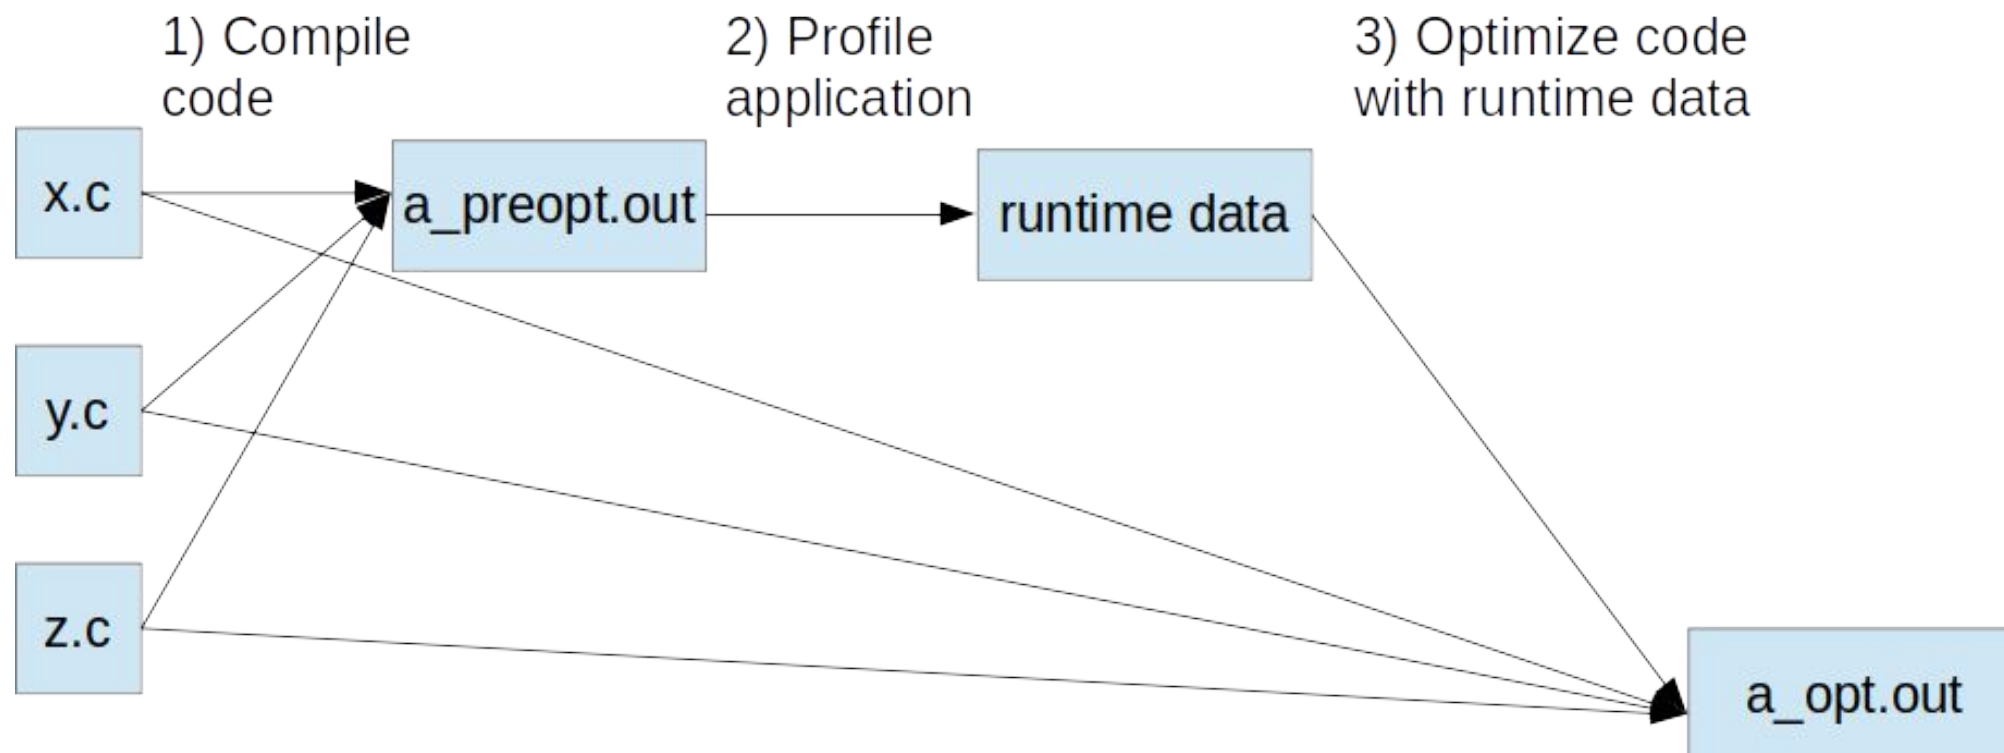 1) Compile
code
2) Profile
application
3) Optimize code
with runtime data
x.c
a_preopt.out
runtime data
y.c
z.c
a_opt.out